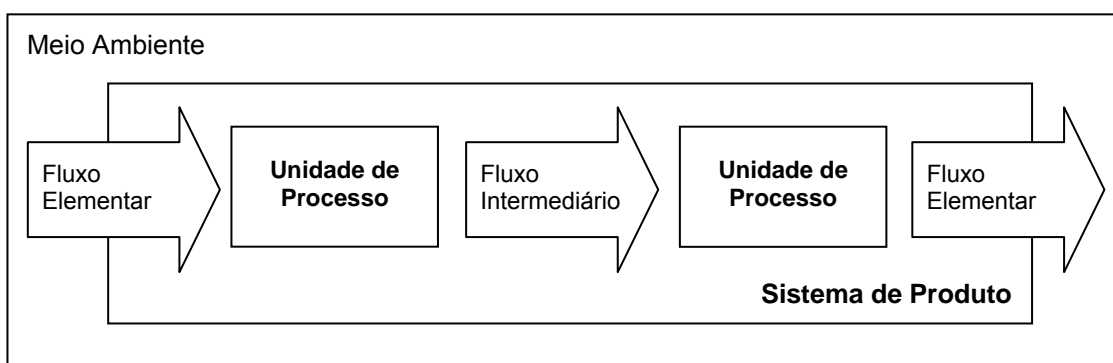 Meio Ambiente
Fluxo
Elementar
Unidade de
Processo
Fluxo
Intermediário
Unidade de
Processo
Fluxo
Elementar
Sistema de Produto